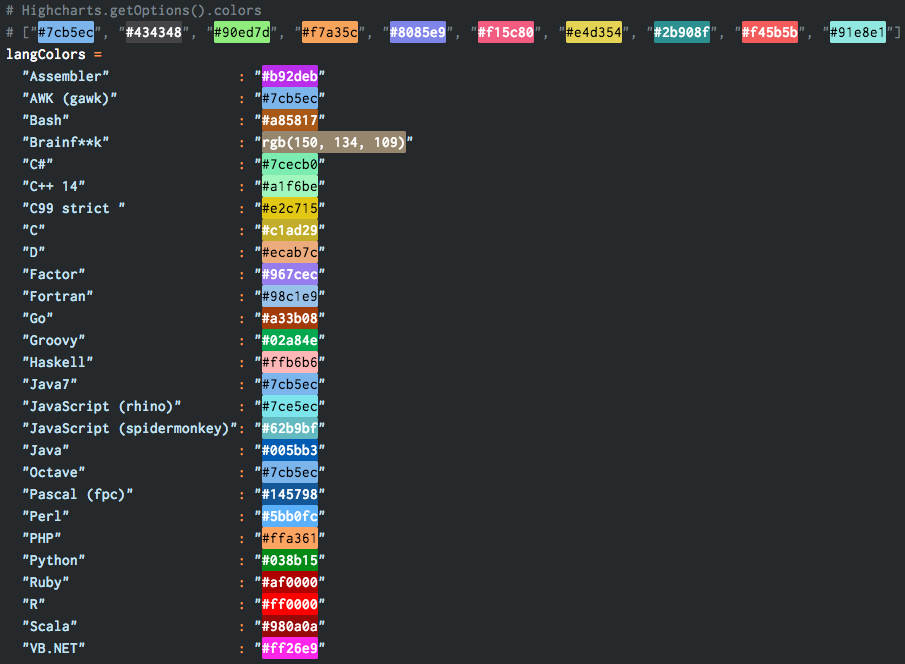 # Highcharts.getOptions().colors
# ["#7cb5ec", "#434348", "#90ed7d", "#f7a35c", "#8085e9", "#f15c80", "#e4d354", "#2b908f", "#f45b5b", "#91e8e1"]
langColors =
"Assembler" : "#b92deb"
"AWK (gawk)" : "#7cb5ec"
"Bash" : "#a85817"
"Brainf**k" : "rgb(150, 134, 109)"
"C#" : "#7cecb0"
"C++ 14" : "#a1f6be"
"C99 strict " : "#e2c715"
"C" : "#c1ad29"
"D" : "#ecab7c"
"Factor" : "#967cec"
"Fortran" : "#98c1e9"
"Go" : "#a33b08"
"Groovy" : "#02a84e"
"Haskell" : "#ffb6b6"
"Java7" : "#7cb5ec"
"JavaScript (rhino)" : "#7ce5ec"
"JavaScript (spidermonkey)": "#62b9bf"
"Java" : "#005bb3"
"Octave" : "#7cb5ec"
"Pascal (fpc)" : "#145798"
"Perl" : "#5bb0fc"
"PHP" : "#ffa361"
"Python" : "#038b15"
"Ruby" : "#af0000"
"R" : "#ff0000"
"Scala" : "#980a0a"
"VB.NET" : "#ff26e9"